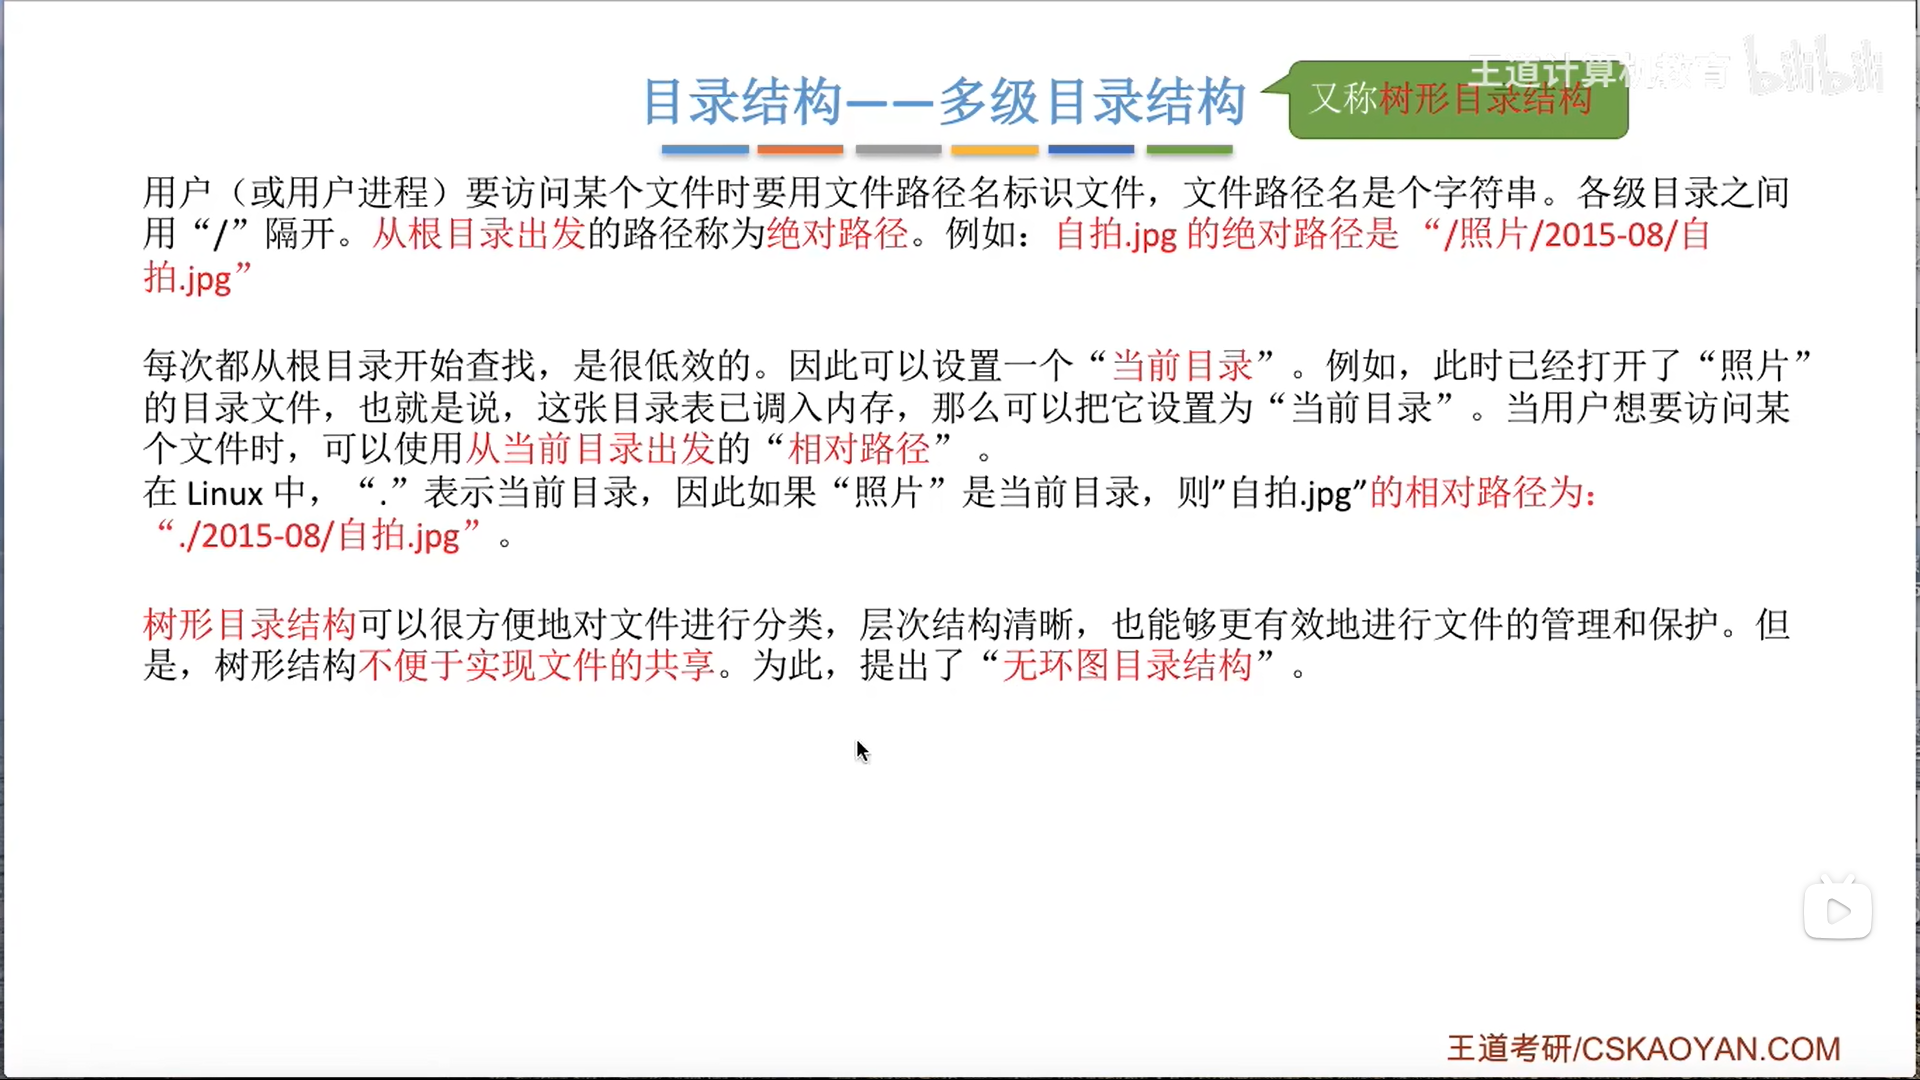 目录结构——多级目录结构
又称树形目录结构
王道计算机教育 bilibili
用户（或用户进程）要访问某个文件时要用文件路径名标识文件，文件路径名是个字符串。各级目录之间
用“/”隔开。从根目录出发的路径称为绝对路径。例如：自拍.jpg 的绝对路径是 “/照片/2015-08/自
拍.jpg”
每次都从根目录开始查找，是很低效的。因此可以设置一个“当前目录”。例如，此时已经打开了“照片”
的目录文件，也就是说，这张目录表已调入内存，那么可以把它设置为“当前目录”。当用户想要访问某
个文件时，可以使用从当前目录出发的“相对路径” 。
在 Linux 中，“.”表示当前目录，因此如果“照片”是当前目录，则”自拍.jpg”的相对路径为：
“./2015-08/自拍.jpg”。
树形目录结构可以很方便地对文件进行分类，层次结构清晰，也能够更有效地进行文件的管理和保护。但
是，树形结构不便于实现文件的共享。为此，提出了“无环图目录结构”。
王道考研/CSKAOYAN.COM